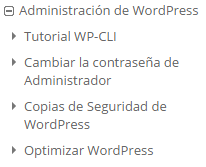 Administración de WordPress
Tutorial WP-CLI
Cambiar la contraseña de
Administrador
Copias de Seguridad de
WordPress
Optimizar WordPress